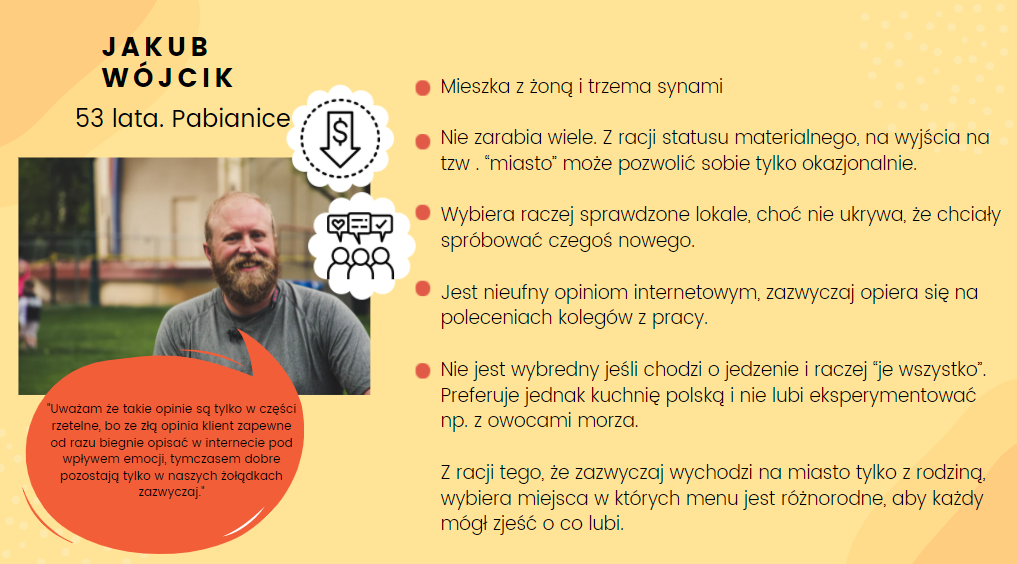 JAKUB
WÓJCIK
53 lata. Pabianice
$
"Uważam że takie opinie są tylko w części
rzetelne, bo ze złą opinia klient zapewne
od razu biegnie opisać w internecie pod
wpływem emocji, tymczasem dobre
pozostają tylko w naszych żołądkach
zazwyczaj."
Mieszka z żoną i trzema synami
Nie zarabia wiele. Z racji statusu materialnego, na wyjścia na
tzw . “miasto” może pozwolić sobie tylko okazjonalnie.
Wybiera raczej sprawdzone lokale, choć nie ukrywa, że chciały
spróbować czegoś nowego.
Jest nieufny opiniom internetowym, zazwyczaj opiera się na
poleceniach kolegów z pracy.
Nie jest wybredny jeśli chodzi o jedzenie i raczej “je wszystko”.
Preferuje jednak kuchnię polską i nie lubi eksperymentować
np. z owocami morza.
Z racji tego, że zazwyczaj wychodzi na miasto tylko z rodziną,
wybiera miejsca w których menu jest różnorodne, aby każdy
mógł zjeść o co lubi.